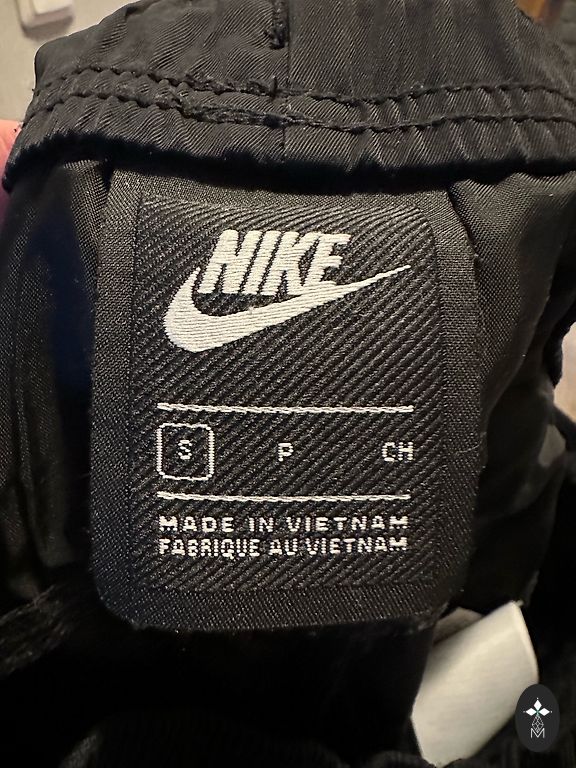 NIKE
S P CH
MADE IN VIETNAM
FABRIQUE AU VIETNAM
M